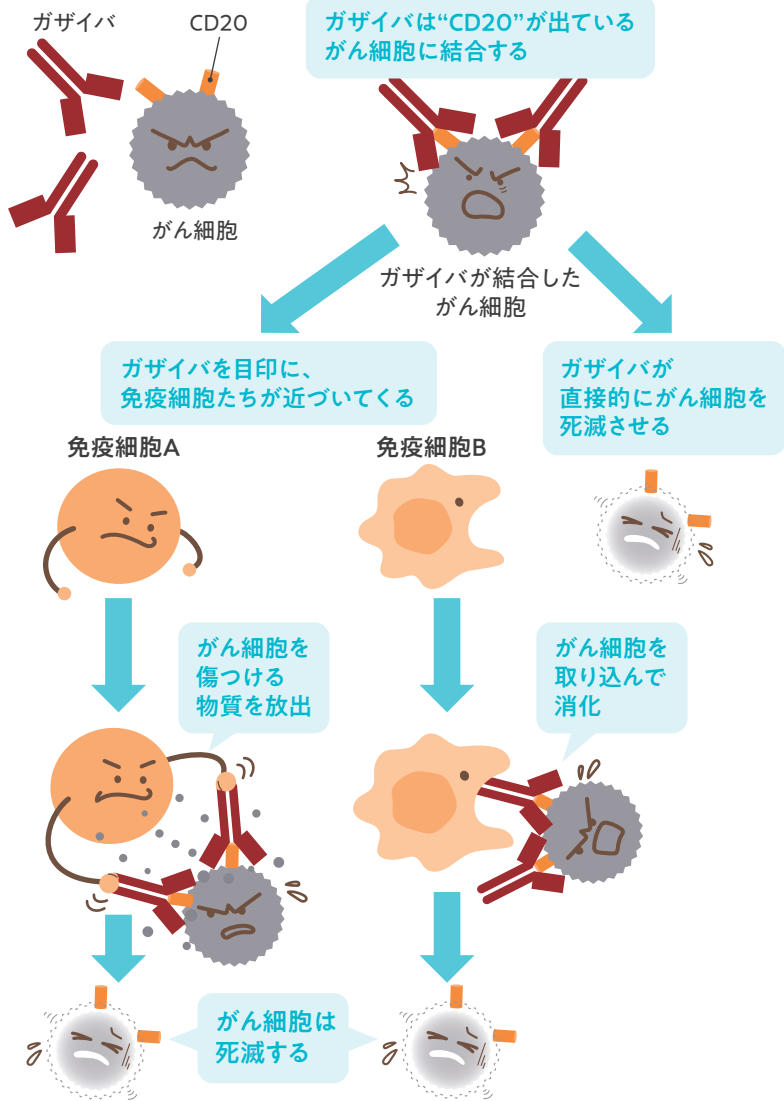 ガザイバ
CD20
ガザイバは“CD20”が出ている
がん細胞に結合する
がん細胞
ガザイバが結合した
がん細胞
ガザイバを目印に、
免疫細胞たちが近づいてくる
ガザイバが
直接的にがん細胞を
死滅させる
免疫細胞A
免疫細胞B
がん細胞を
傷つける
物質を放出
がん細胞を
取り込んで
消化
がん細胞は
死滅する